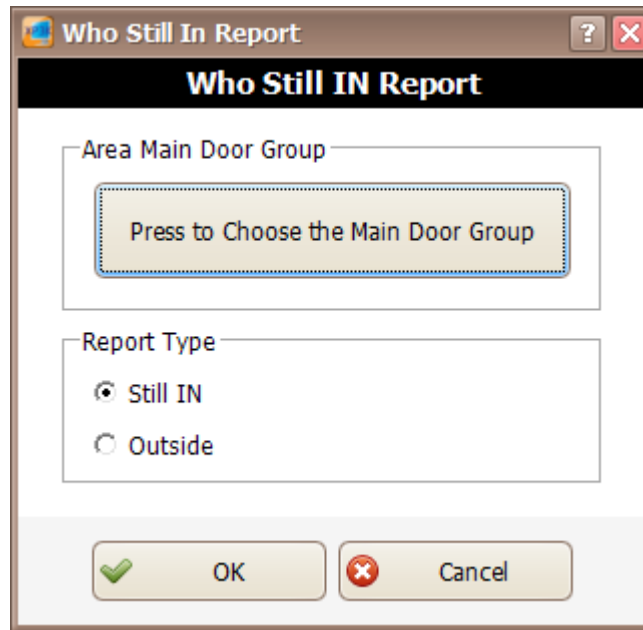 Who Still In Report
Who Still IN Report
Area Main Door Group
Press to Choose the Main Door Group
Report Type
Still IN
Outside
OK
Cancel